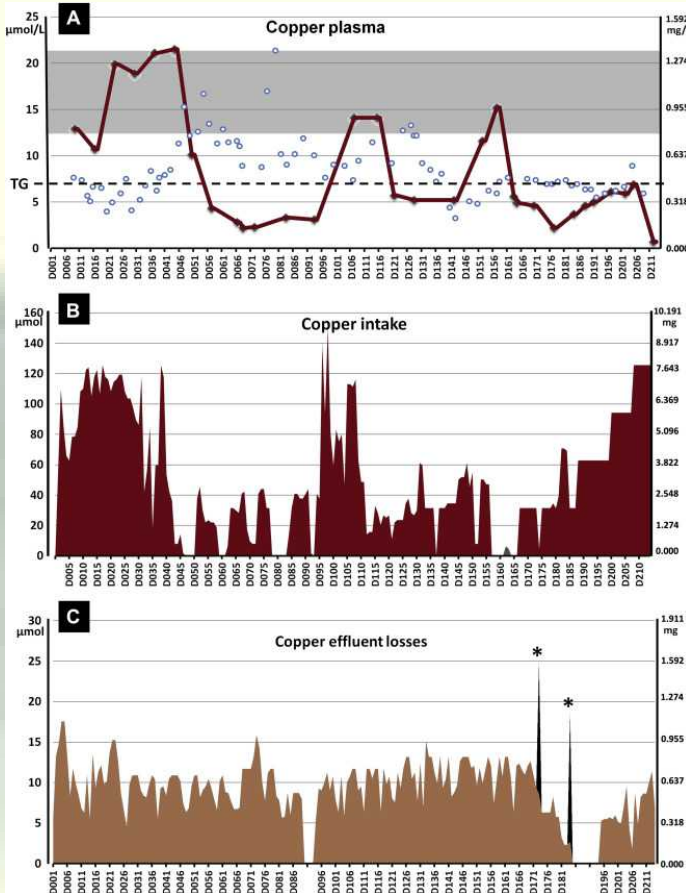 A
Copper plasma
25 1.592
µmol/L mg/
20 1.274
15 0.955
10 0.637
TG
5 0.318
0 0.000
D001 D006 D011 D016 D021 D026 D031 D036 D041 D046 D051 D056 D061 D066 D071 D076 D081 D086 D091 D096 D101 D106 D111 D116 D121 D126 D131 D136 D141 D146 D151 D156 D161 D166 D171 D176 D181 D186 D191 D196 D201 D206 D211
B
Copper intake
160 10.191
µmol mg
140 8.917
120 7.643
100 6.369
80 5.096
60 3.822
40 2.548
20 1.274
0 0.000
D005 D010 D015 D020 D025 D030 D035 D040 D045 D050 D055 D060 D065 D070 D075 D080 D085 D090 D095 D100 D105 D110 D115 D120 D125 D130 D135 D140 D145 D150 D155 D160 D165 D170 D175 D180 D185 D190 D195 D200 D205 D210
C
Copper effluent losses
30 1.911
µmol mg
* *
25 1.592
20 1.274
15 0.955
10 0.637
5 0.318
0 0.000
D001 D006 D011 D016 D021 D026 D031 D036 D041 D046 D051 D056 D061 D066 D071 D076 D081 D086 D096 D101 D106 D111 D116 D121 D126 D131 D136 D141 D146 D151 D156 D161 D166 D171 D176 D181 D196 D201 D206 D211